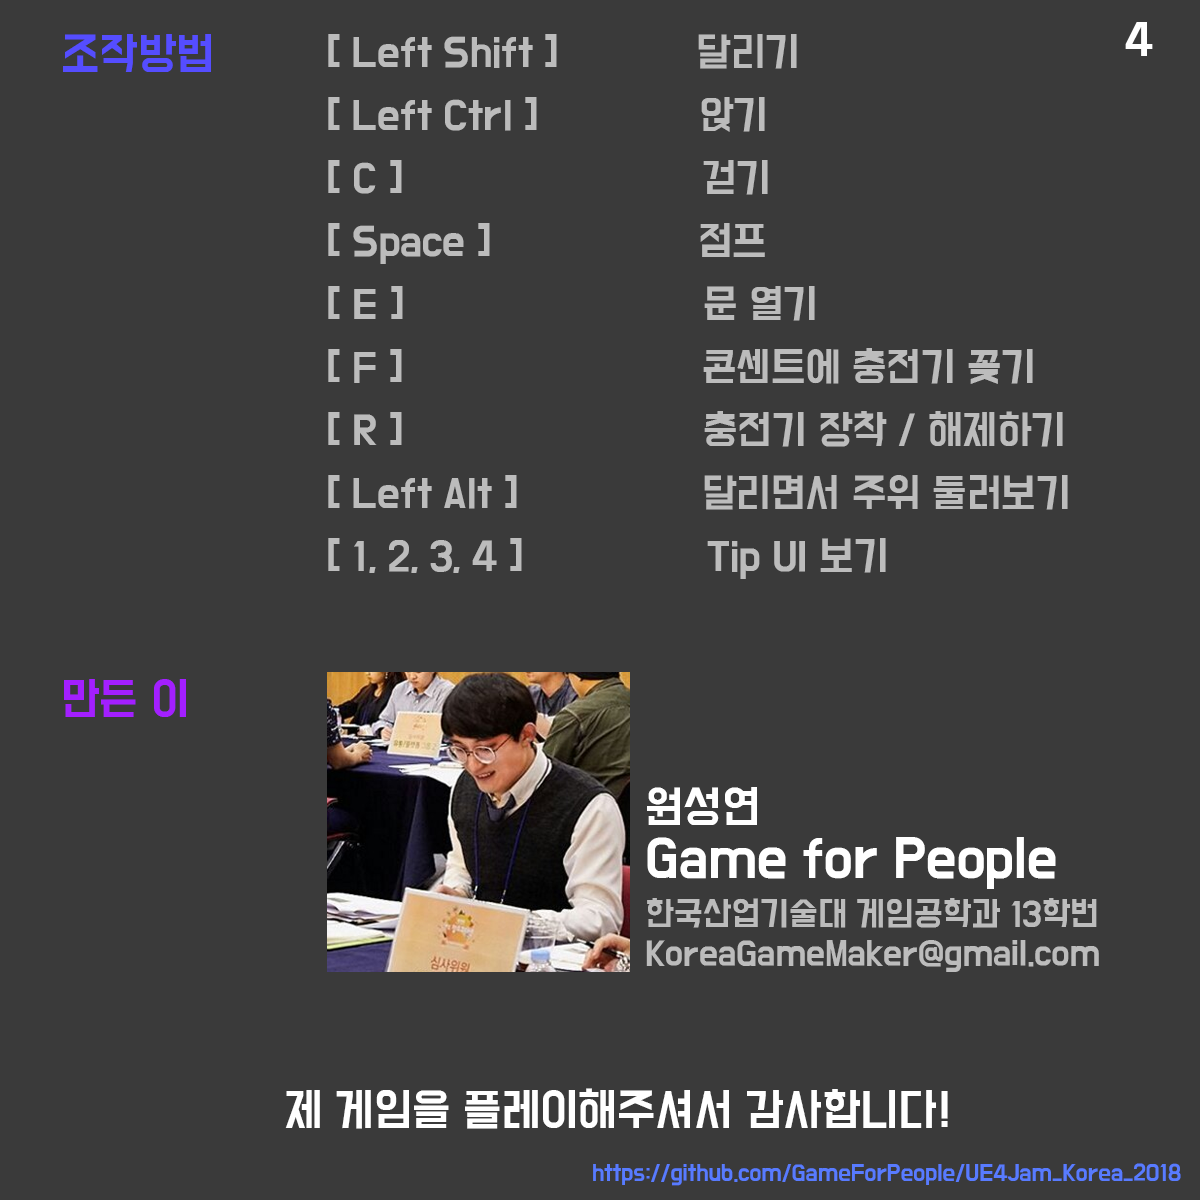 조작방법 [ Left Shift ] 달리기 4
[ Left Ctrl ] 앉기
[ C ] 걷기
[ Space ] 점프
[ E ] 문 열기
[ F ] 콘센트에 충전기 꽂기
[ R ] 충전기 장착 / 해제하기
[ Left Alt ] 달리면서 주위 둘러보기
[ 1, 2, 3, 4 ] Tip UI 보기
만든 이
심사위원
원성연
Game for People
한국산업기술대 게임공학과 13학번
KoreaGameMaker@gmail.com
제 게임을 플레이해주셔서 감사합니다!
https://github.com/GameForPeople/UE4Jam_Korea_2018